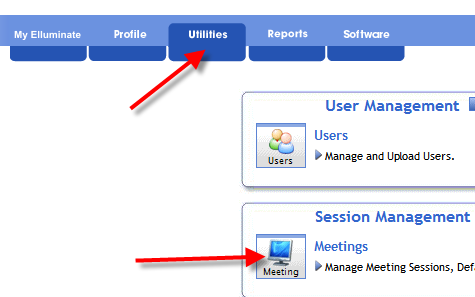 My Elluminate Profile Utilities Reports Software
User Management
Users
Users
Manage and Upload Users.
Session Management
Meetings
Meeting
Manage Meeting Sessions,